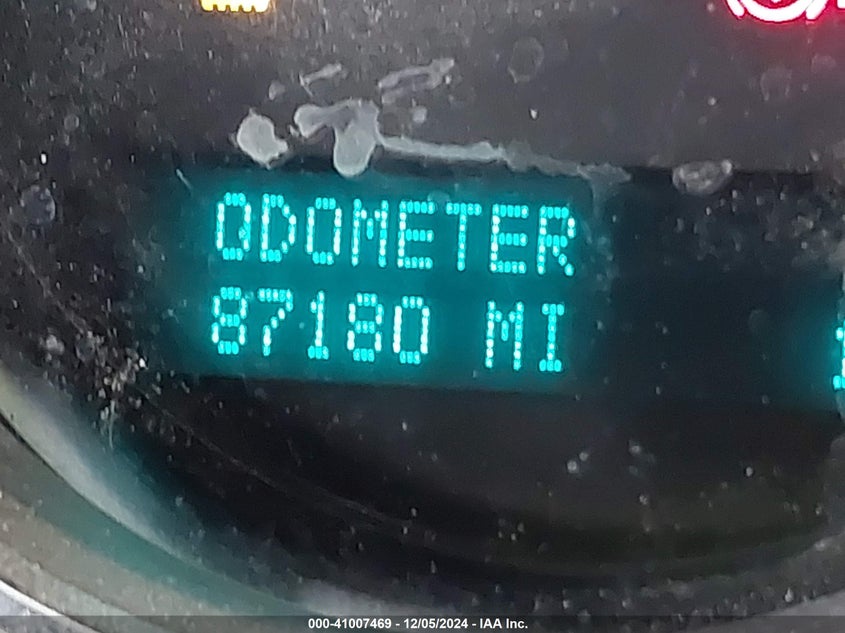 ODOMETER
87180 MI
000-41007469 - 12/05/2024 - IAA Inc.